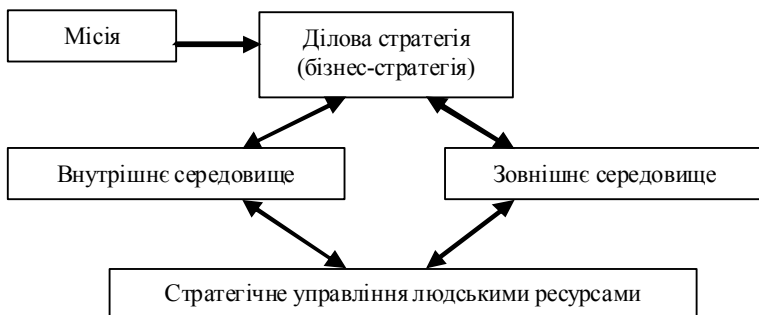 Місія
Ділова стратегія
(бізнес-стратегія)
Внутрішнє середовище
Зовнішнє середовище
Стратегічне управління людськими ресурсами